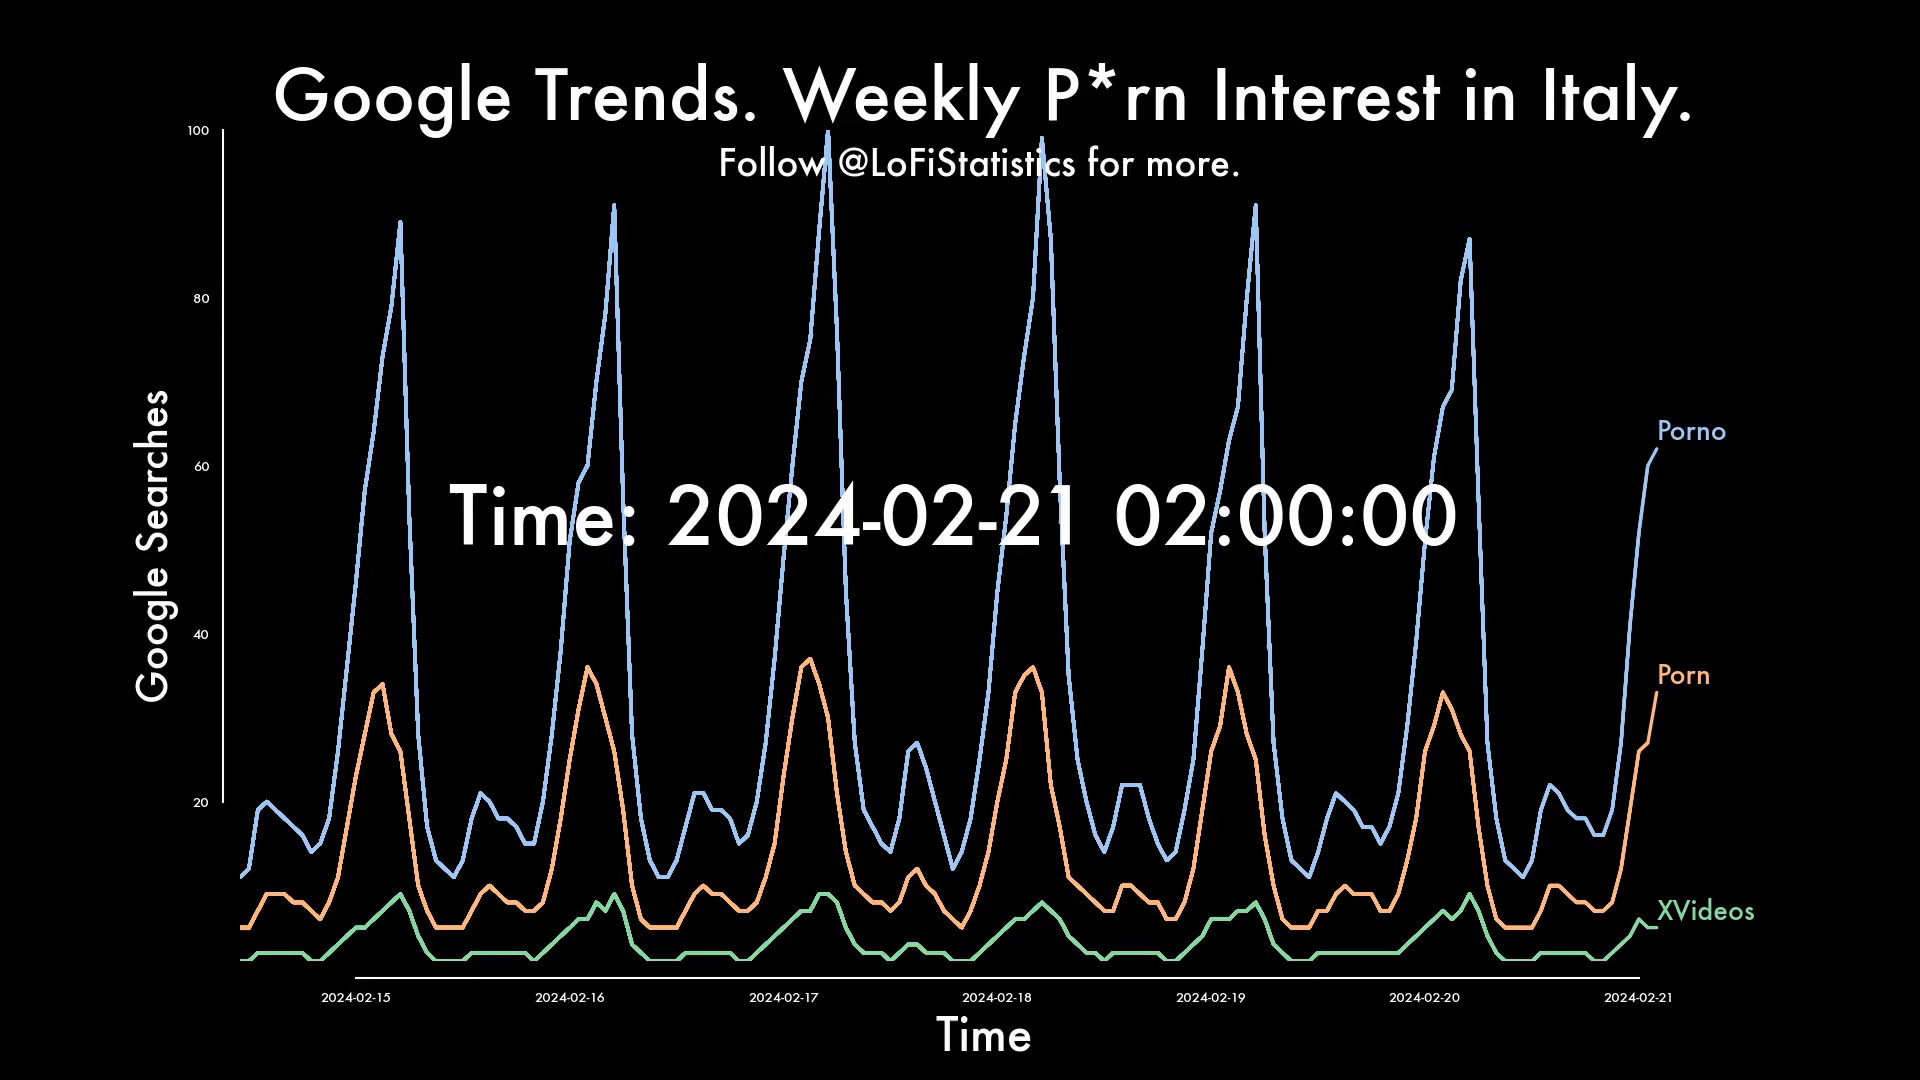 Google Trends. Weekly P*rn Interest in Italy.
Follow @LoFiStatistics for more.
100
80
60
40
20
Google Searches
Time: 2024-02-21 02:00:00
Porno
Porn
XVideos
2024-02-15
2024-02-16
2024-02-17
2024-02-18
2024-02-19
2024-02-20
2024-02-21
Time